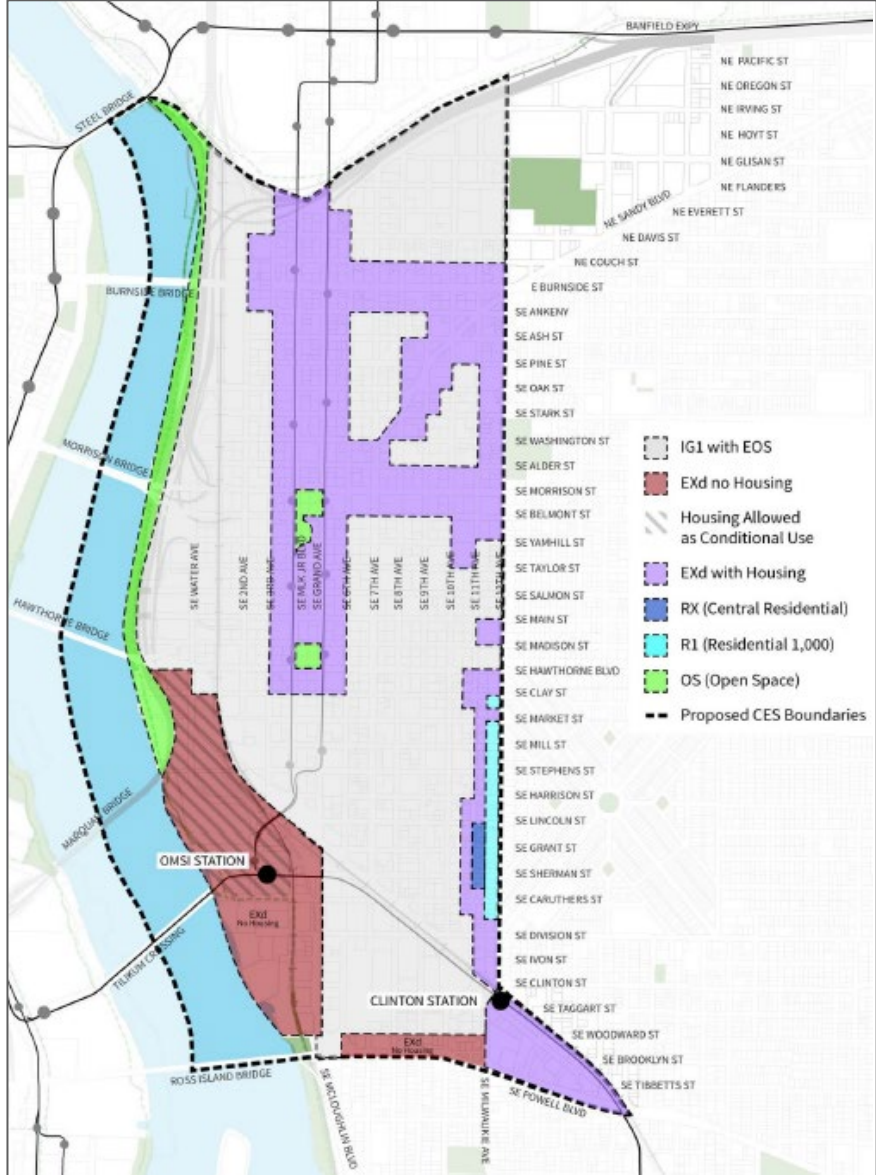 BANFIELD EXPY
NE PACIFIC ST
NE OREGON ST
NE IRVING ST
NE HOYT ST
NE GLISAN ST
NE FLANDERS
NE SANDY BLVD
NE EVERETT ST
NE DAVIS ST
NE COUCH ST
E BURNSIDE ST
SE ANKENY
SE ASH ST
SE PINE ST
SE OAK ST
SE STARK ST
SE WASHINGTON ST
SE ALDER ST
SE MORRISON ST
SE BELMONT ST
SE YAMHILL ST
SE TAYLOR ST
SE SALMON ST
SE MAIN ST
SE MADISON ST
SE HAWTHORNE BLVD
SE CLAY ST
SE MARKET ST
SE MILL ST
SE STEPHENS ST
SE HARRISON ST
SE LINCOLN ST
SE GRANT ST
SE SHERMAN ST
SE CARUTHERS ST
SE DIVISION ST
SE IVON ST
SE CLINTON ST
SE TAGGART ST
SE WOODWARD ST
SE BROOKLYN ST
SE TIBBETTS ST
STEEL BRIDGE
BURNSIDE BRIDGE
MORRISON BRIDGE
HAWTHORNE BRIDGE
MARQUAM BRIDGE
TILIKUM CROSSING
ROSS ISLAND BRIDGE
SE WATER AVE
SE 2ND AVE
SE 3RD AVE
SE MLK JR BLVD
SE GRAND AVE
SE 6TH AVE
SE 7TH AVE
SE 8TH AVE
SE 9TH AVE
SE 10TH AVE
SE 11TH AVE
SE 12TH AVE
OMSI STATION
EXd
No Housing
CLINTON STATION
EXd
No Housing
SE MCLOUGHLIN BLVD
SE MILWAUKIE AVE
SE POWELL BLVD
IG1 with EOS
EXd no Housing
Housing Allowed
as Conditional Use
EXd with Housing
RX (Central Residential)
R1 (Residential 1,000)
OS (Open Space)
Proposed CES Boundaries